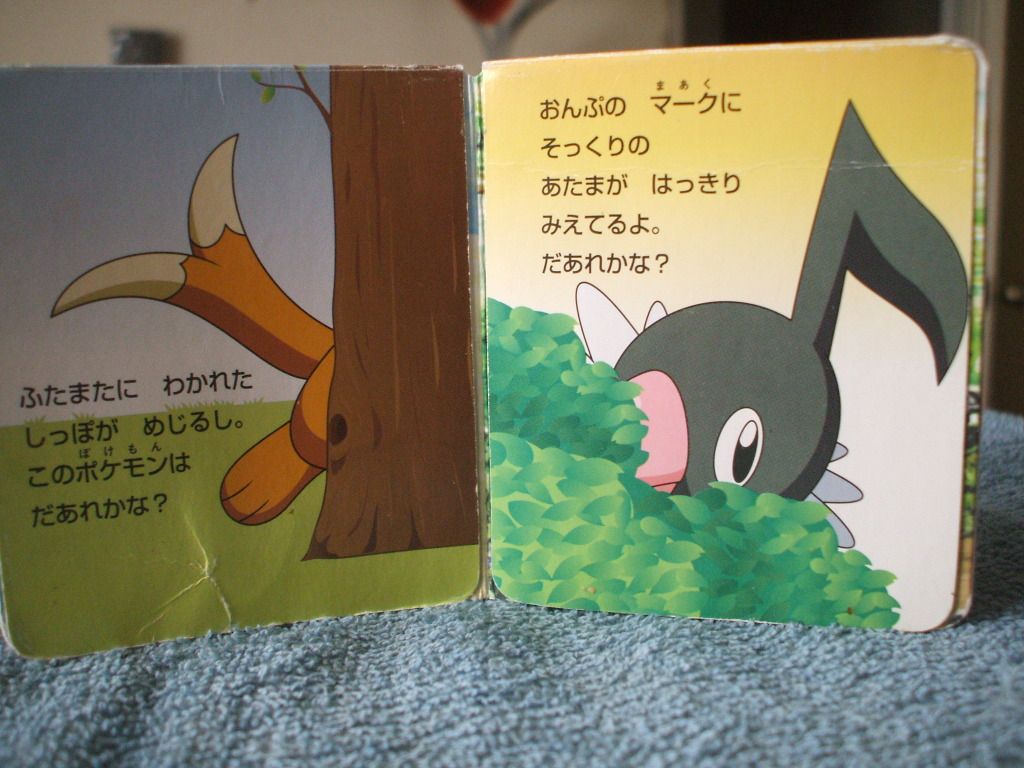 ふたまたに　わかれた
しっぽが　めじるし。
ぽけもん
このポケモンは
だあれかな？
まあく
おんぷの　マークに
そっくりの
あたまが　はっきり
みえてるよ。
だあれかな？